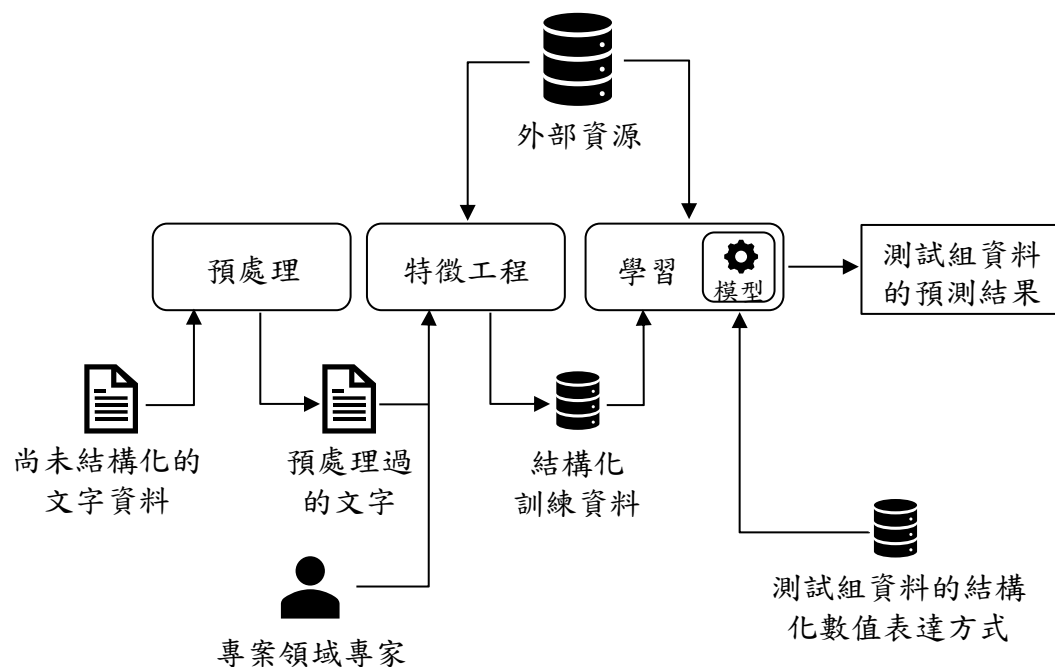 外部資源
預處理
特徵工程
學習
模型
測試組資料
的預測結果
尚未結構化的
文字資料
預處理過
的文字
結構化
訓練資料
專案領域專家
測試組資料的結構
化數值表達方式